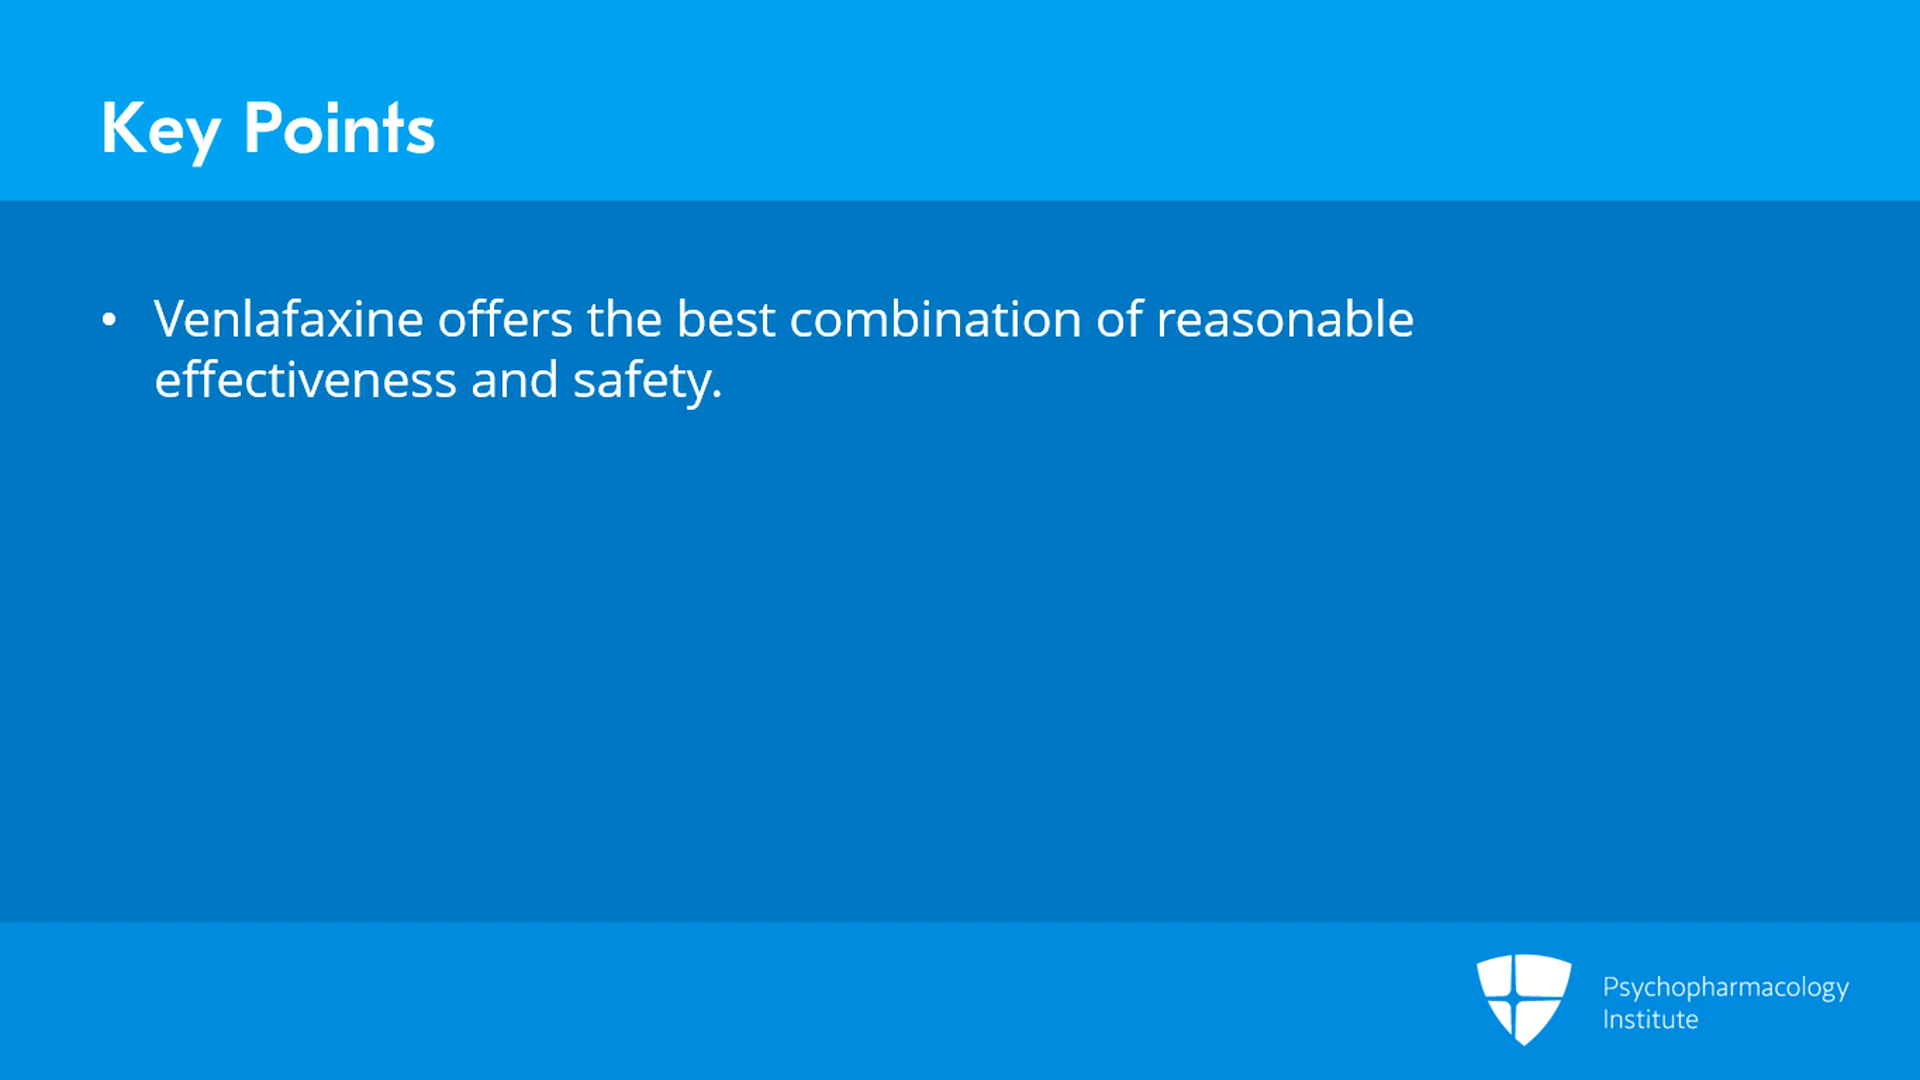 Key Points
• Venlafaxine offers the best combination of reasonable
effectiveness and safety.
Psychopharmacology
Institute